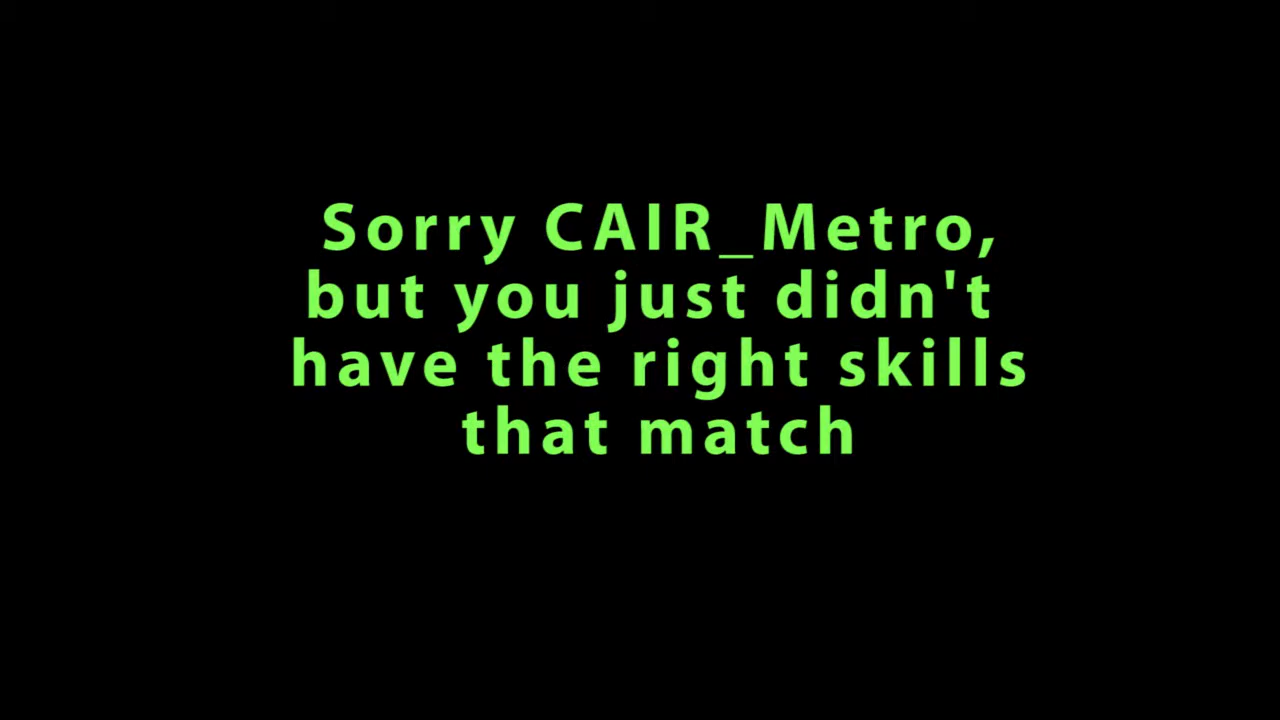 Sorry CAIR_Metro,
but you just didn't
have the right skills
that match